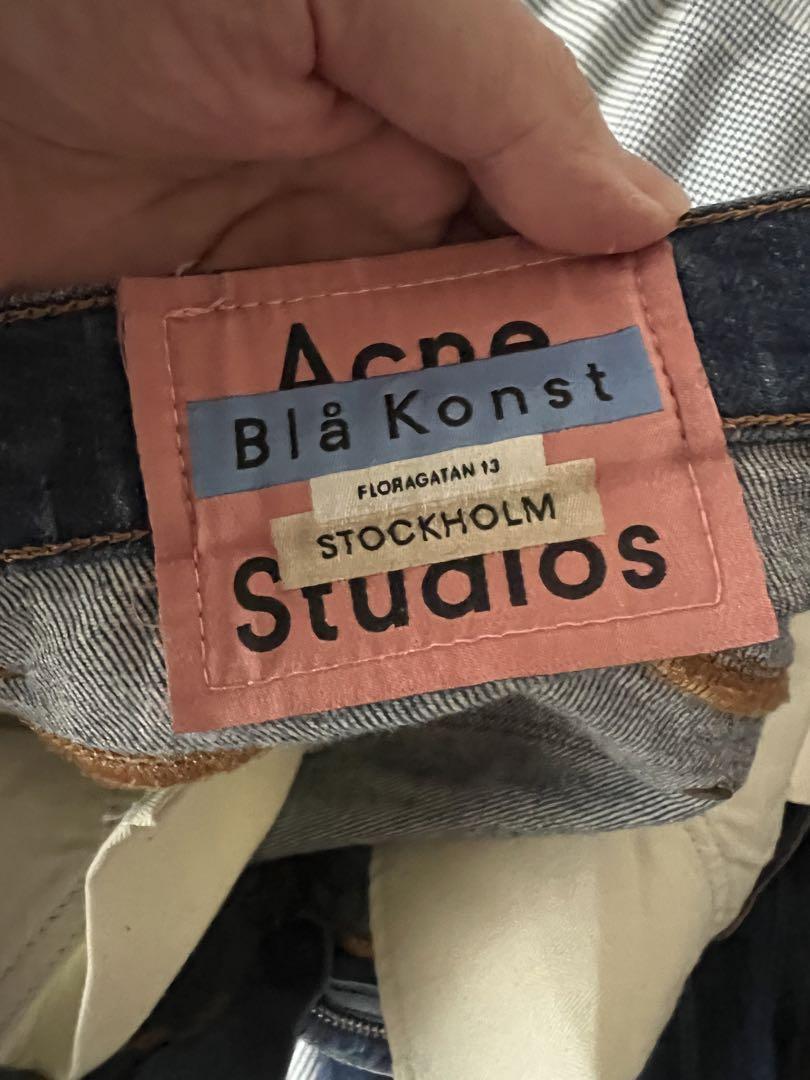 Acne
Blå Konst
FLORAGATAN 13
STOCKHOLM
Studios